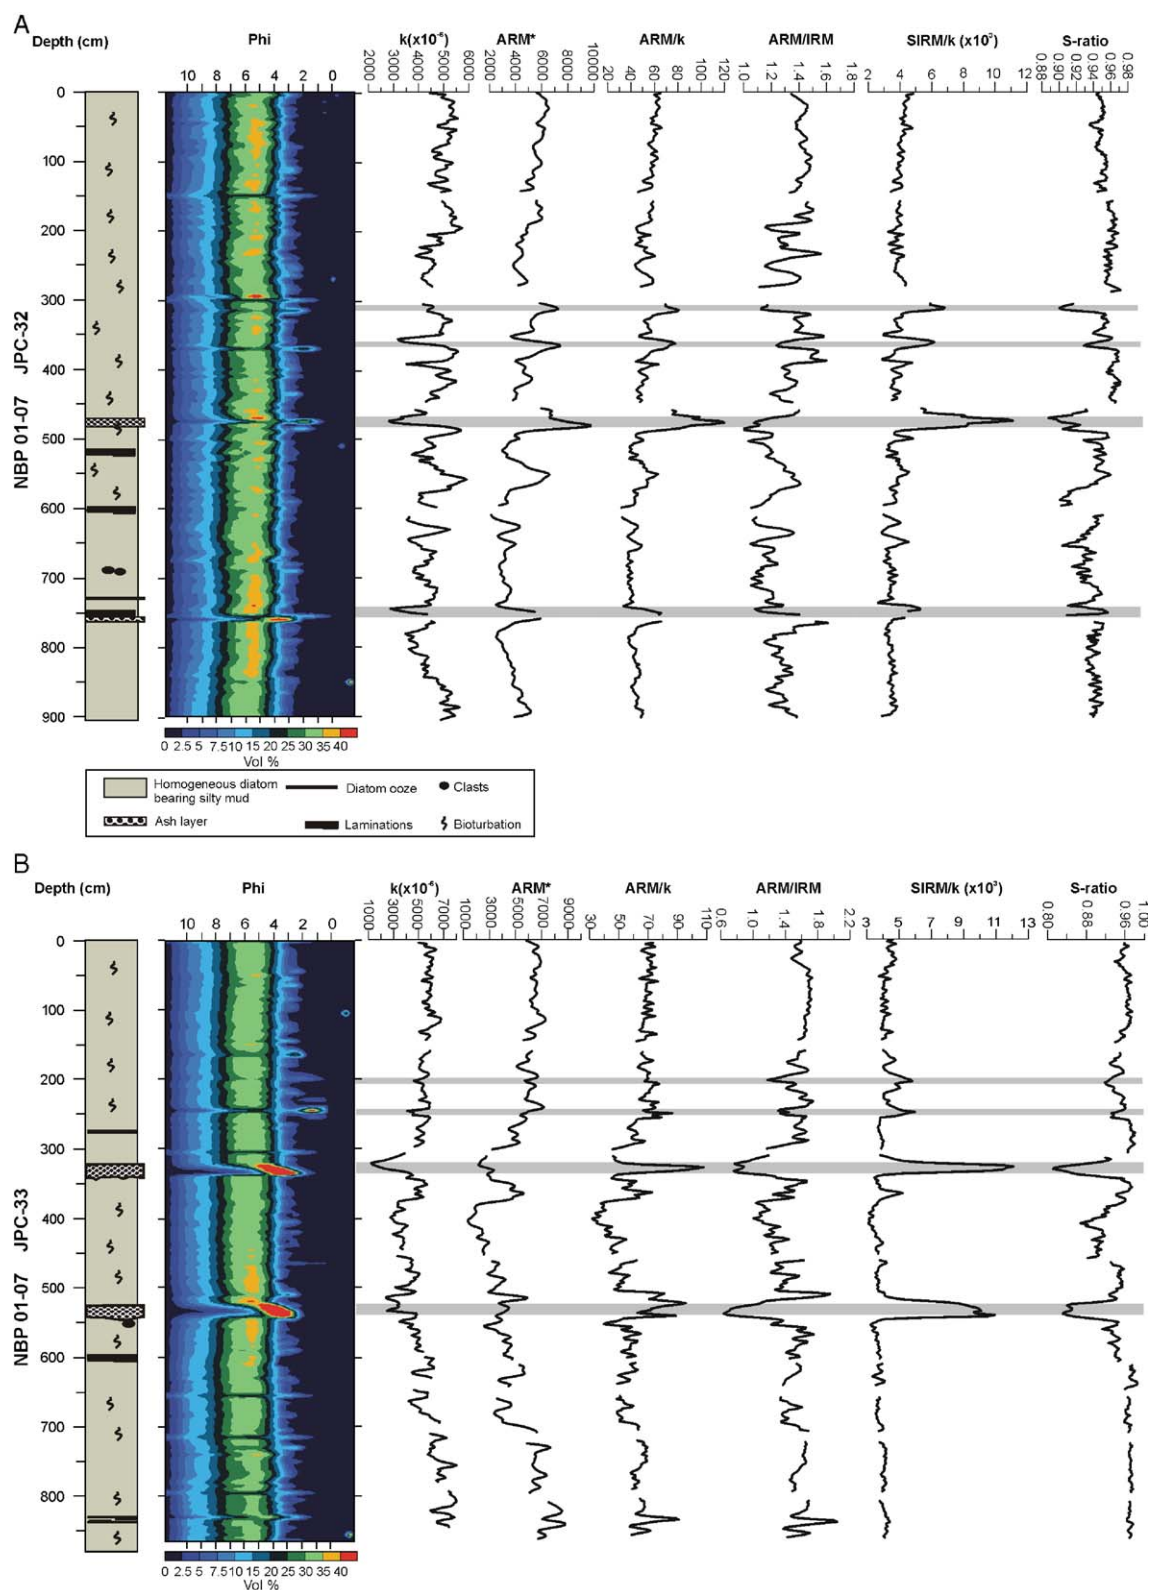 A
Depth (cm) Phi k(x10⁻⁶) ARM* ARM/k ARM/IRM SIRM/k (x10³) S-ratio
10 8 6 4 2 0
2000 3000 4000 5000 6000
2000 4000 6000 8000 10000
20 40 60 80 100 120
1.0 1.2 1.4 1.6 1.8
2 4 6 8 10 12
0.88 0.90 0.92 0.94 0.96 0.98
0
100
200
300
400
500
600
700
800
900
NBP 01-07 JPC-32
0 2.5 5 7.5 10 15 20 25 30 35 40
Vol %
Homogeneous diatom bearing silty mud
Diatom ooze
Clasts
Ash layer
Laminations
Bioturbation
B
Depth (cm) Phi k(x10⁻⁶) ARM* ARM/k ARM/IRM SIRM/k (x10³) S-ratio
10 8 6 4 2 0
1000 3000 5000 7000
1000 3000 5000 7000 9000
30 50 70 90 110
0.6 1.0 1.4 1.8 2.2
3 5 7 9 11 13
0.80 0.88 0.96 1.00
0
100
200
300
400
500
600
700
800
NBP 01-07 JPC-33
0 2.5 5 7.5 10 15 20 25 30 35 40
Vol %